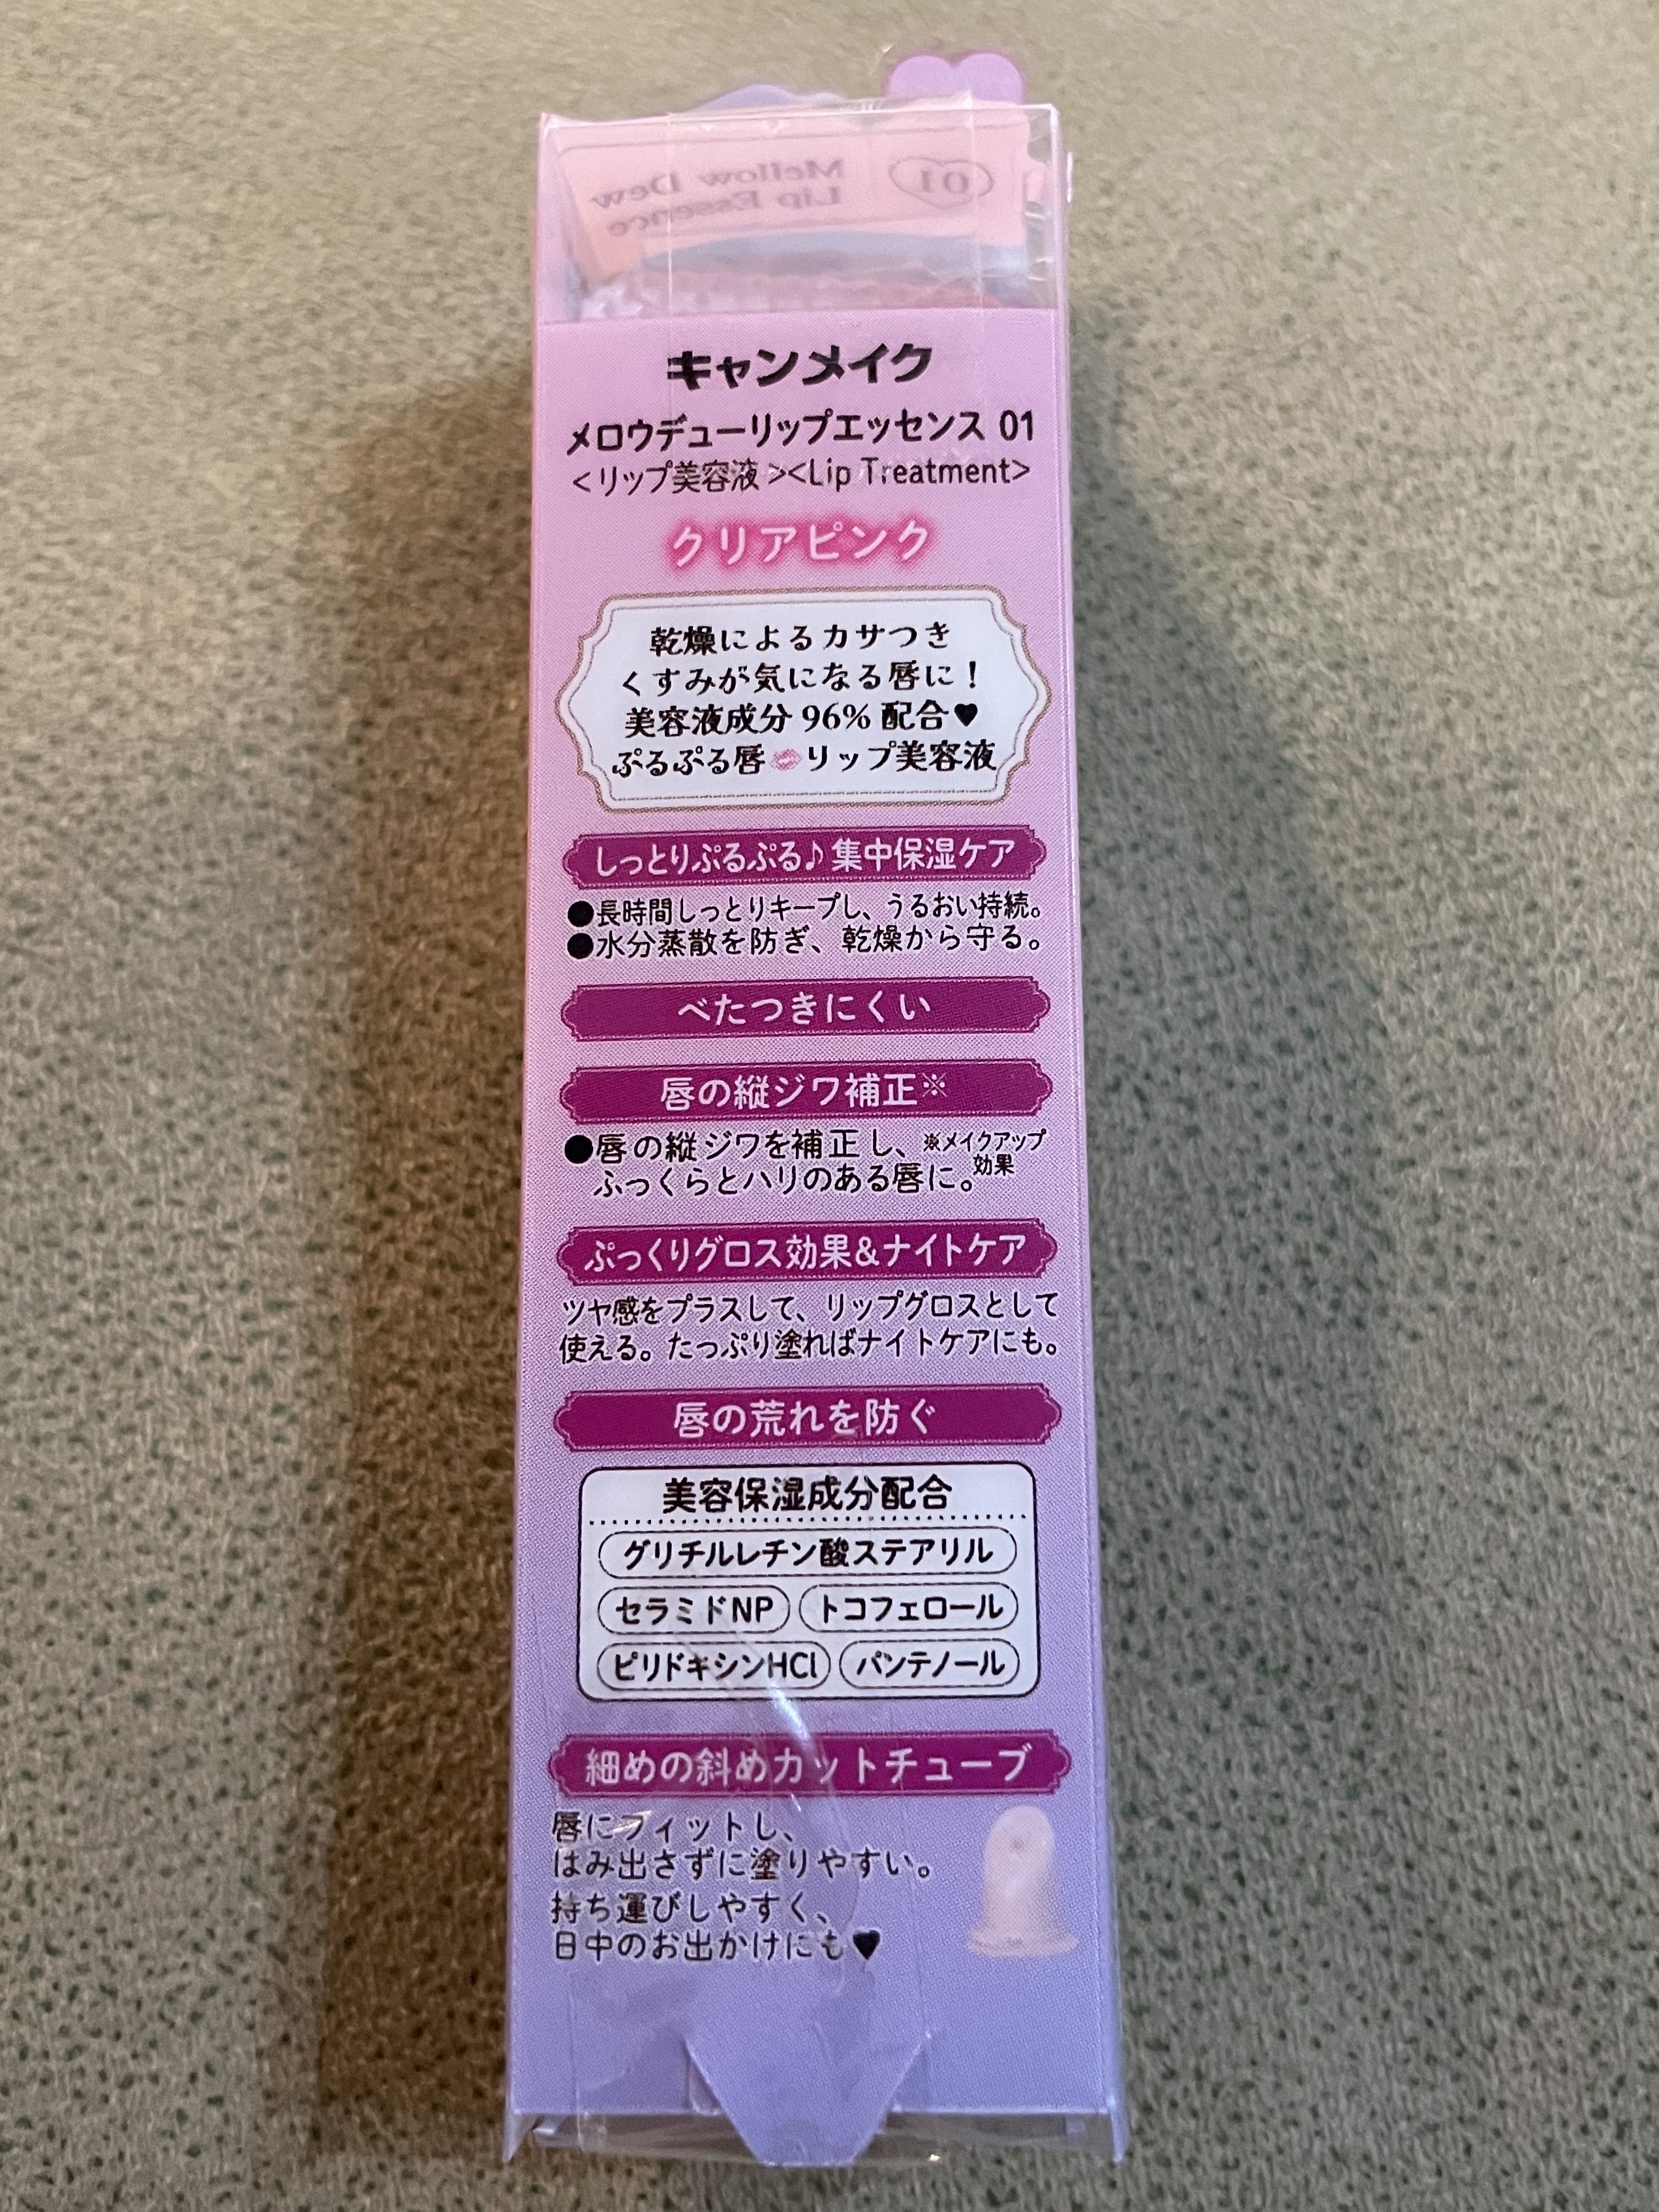 Mellow Dew
Lip Essence
01
キャンメイク
メロウデューリップエッセンス 01
<リップ美容液><Lip Treatment>
クリアピンク
乾燥によるカサつき
くすみが気になる唇に!
美容液成分 96% 配合♥
ぷるぷる唇💋リップ美容液
しっとりぷるぷる♪集中保湿ケア
●長時間しっとりキープし、うるおい持続。
●水分蒸散を防ぎ、乾燥から守る。
べたつきにくい
唇の縦ジワ補正※
●唇の縦ジワを補正し、※メイクアップ
ふっくらとハリのある唇に。効果
ぷっくりグロス効果&ナイトケア
ツヤ感をプラスして、リップグロスとして
使える。たっぷり塗ればナイトケアにも。
唇の荒れを防ぐ
美容保湿成分配合
グリチルレチン酸ステアリル
セラミドNP トコフェロール
ピリドキシンHCl パンテノール
細めの斜めカットチューブ
唇にフィットし、
はみ出さずに塗りやすい。
持ち運びしやすく、
日中のお出かけにも♥